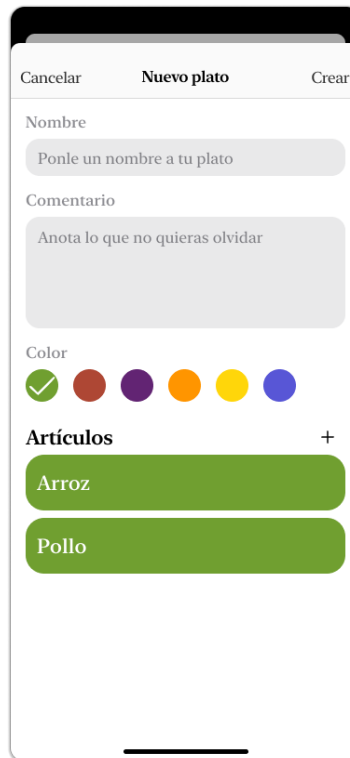 Cancelar Nuevo plato Crear
Nombre
Ponle un nombre a tu plato
Comentario
Anota lo que no quieras olvidar
Color
Artículos +
Arroz
Pollo